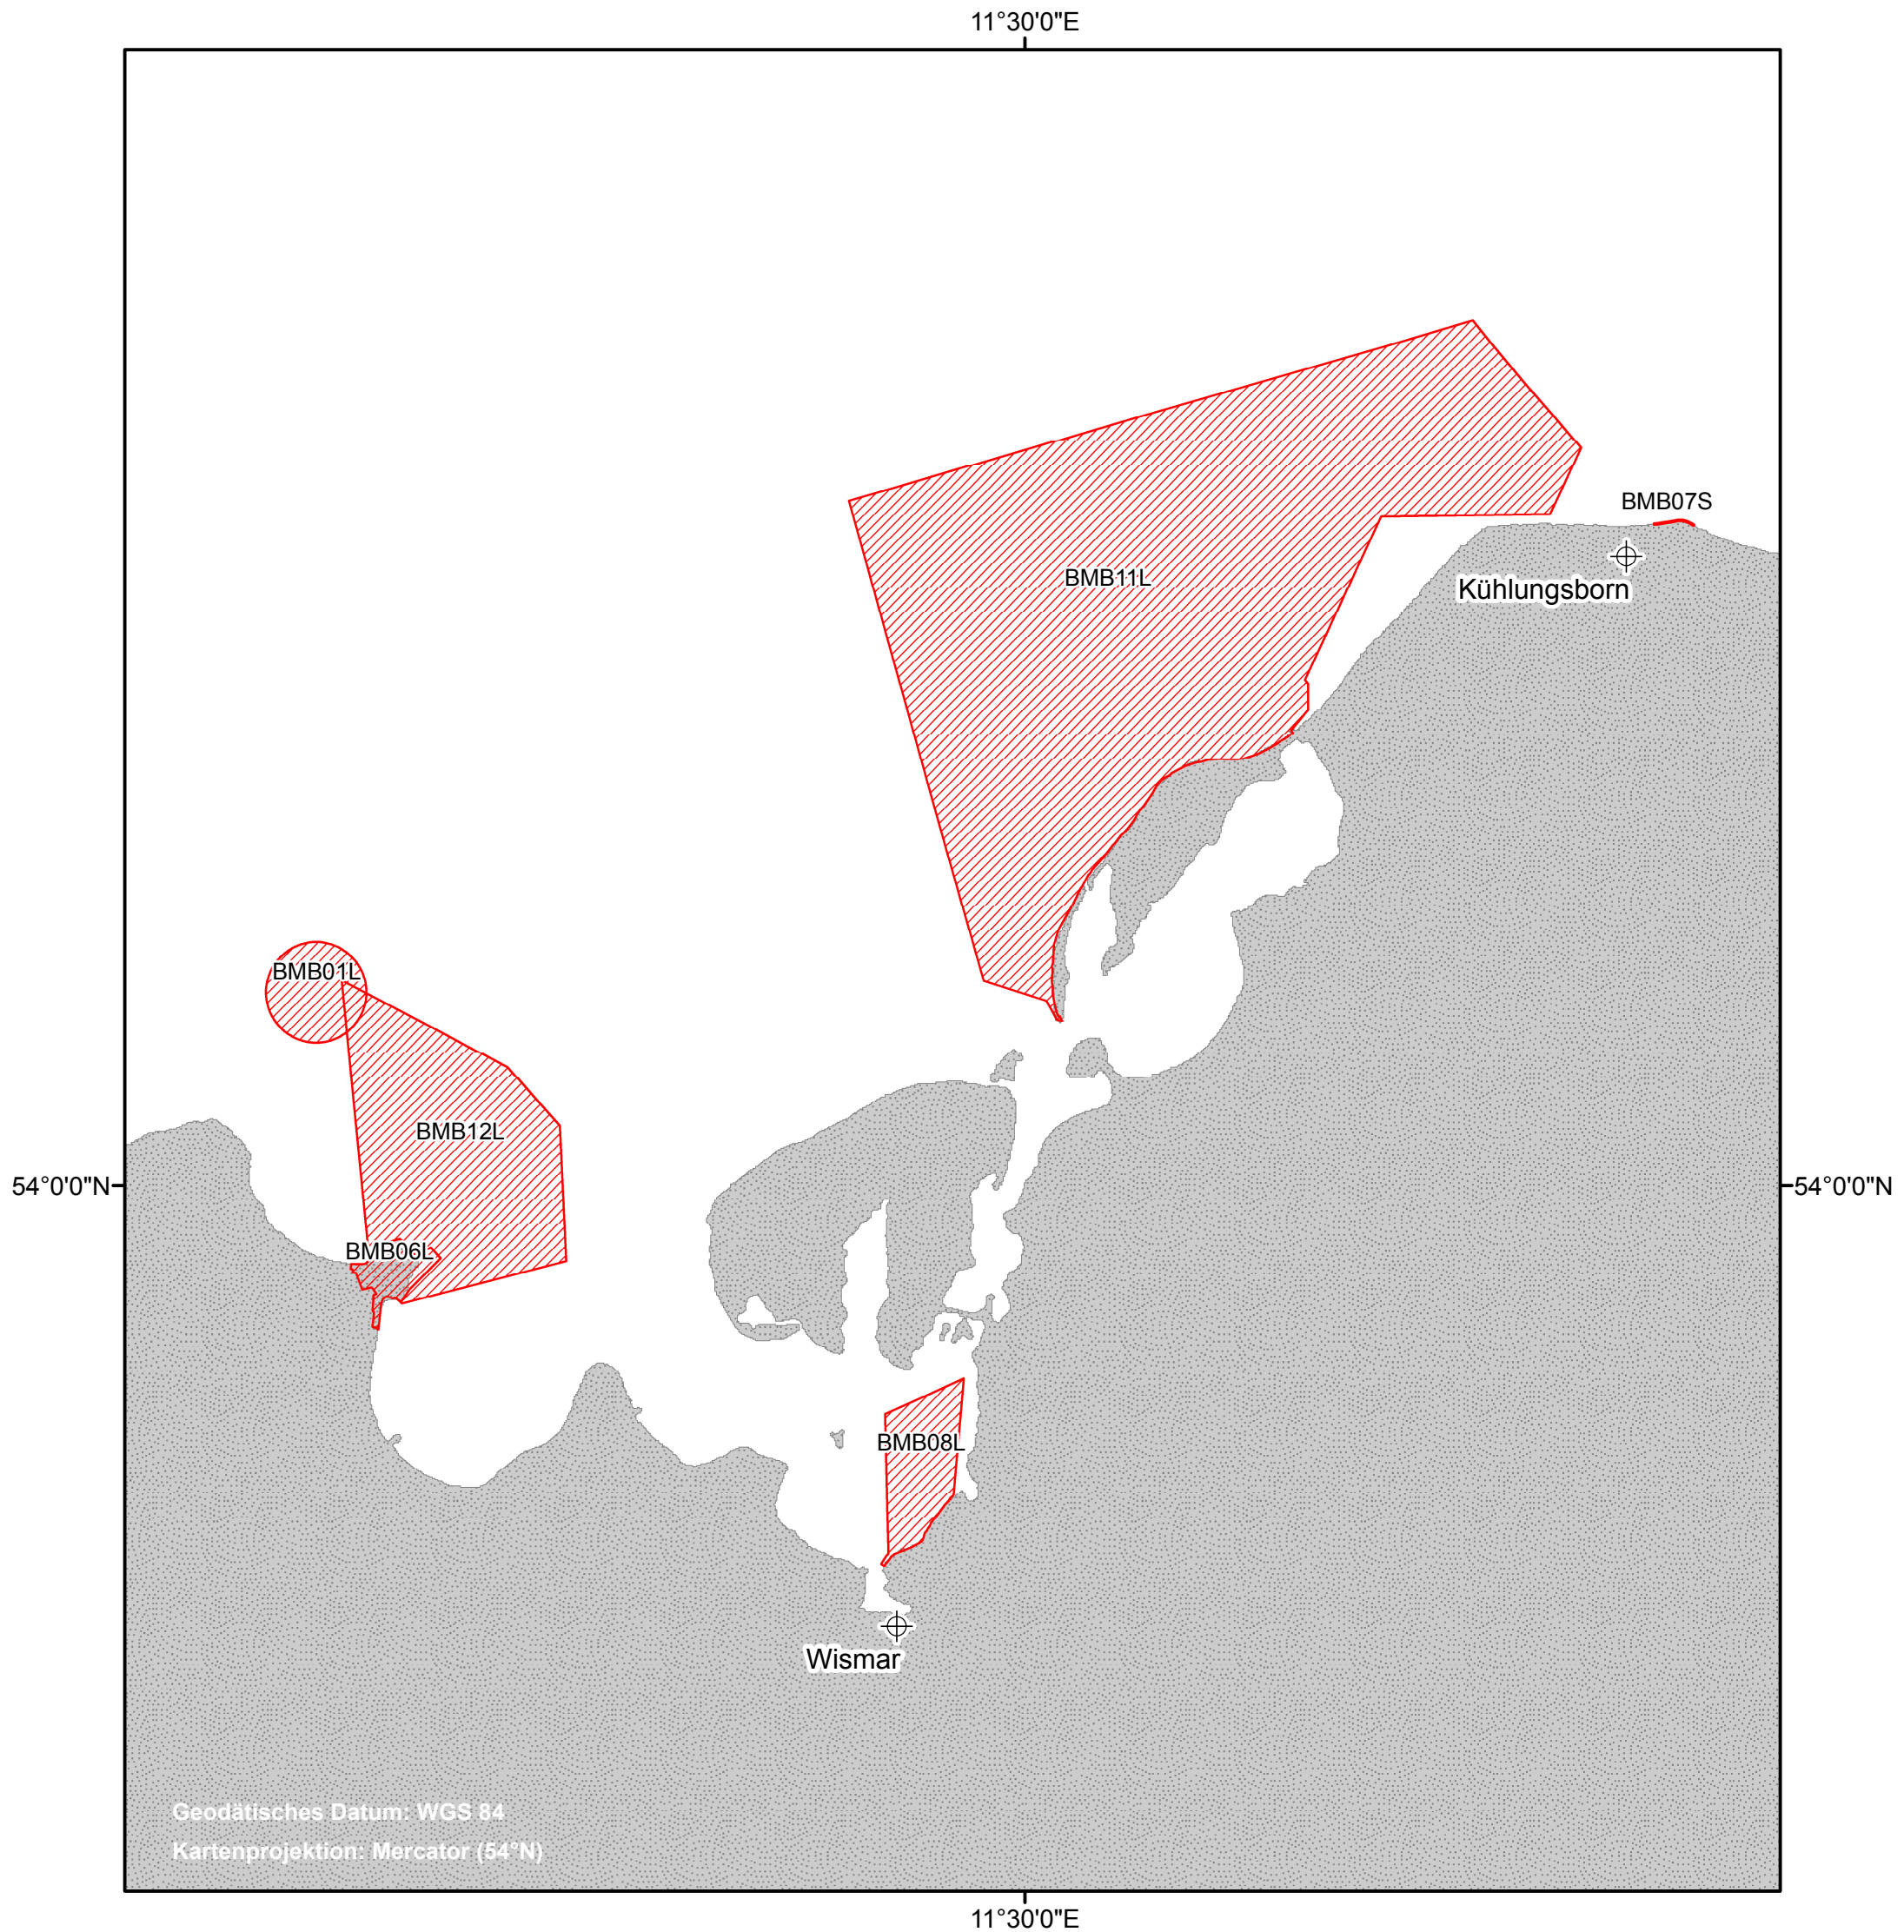 11°30'0"E
BMB07S
BMB11L
Kühlungsborn
BMB01L
BMB12L
54°0'0"N
54°0'0"N
BMB06L
BMB08L
Wismar
Geodätisches Datum: WGS 84
Kartenprojektion: Mercator (54°N)
11°30'0"E